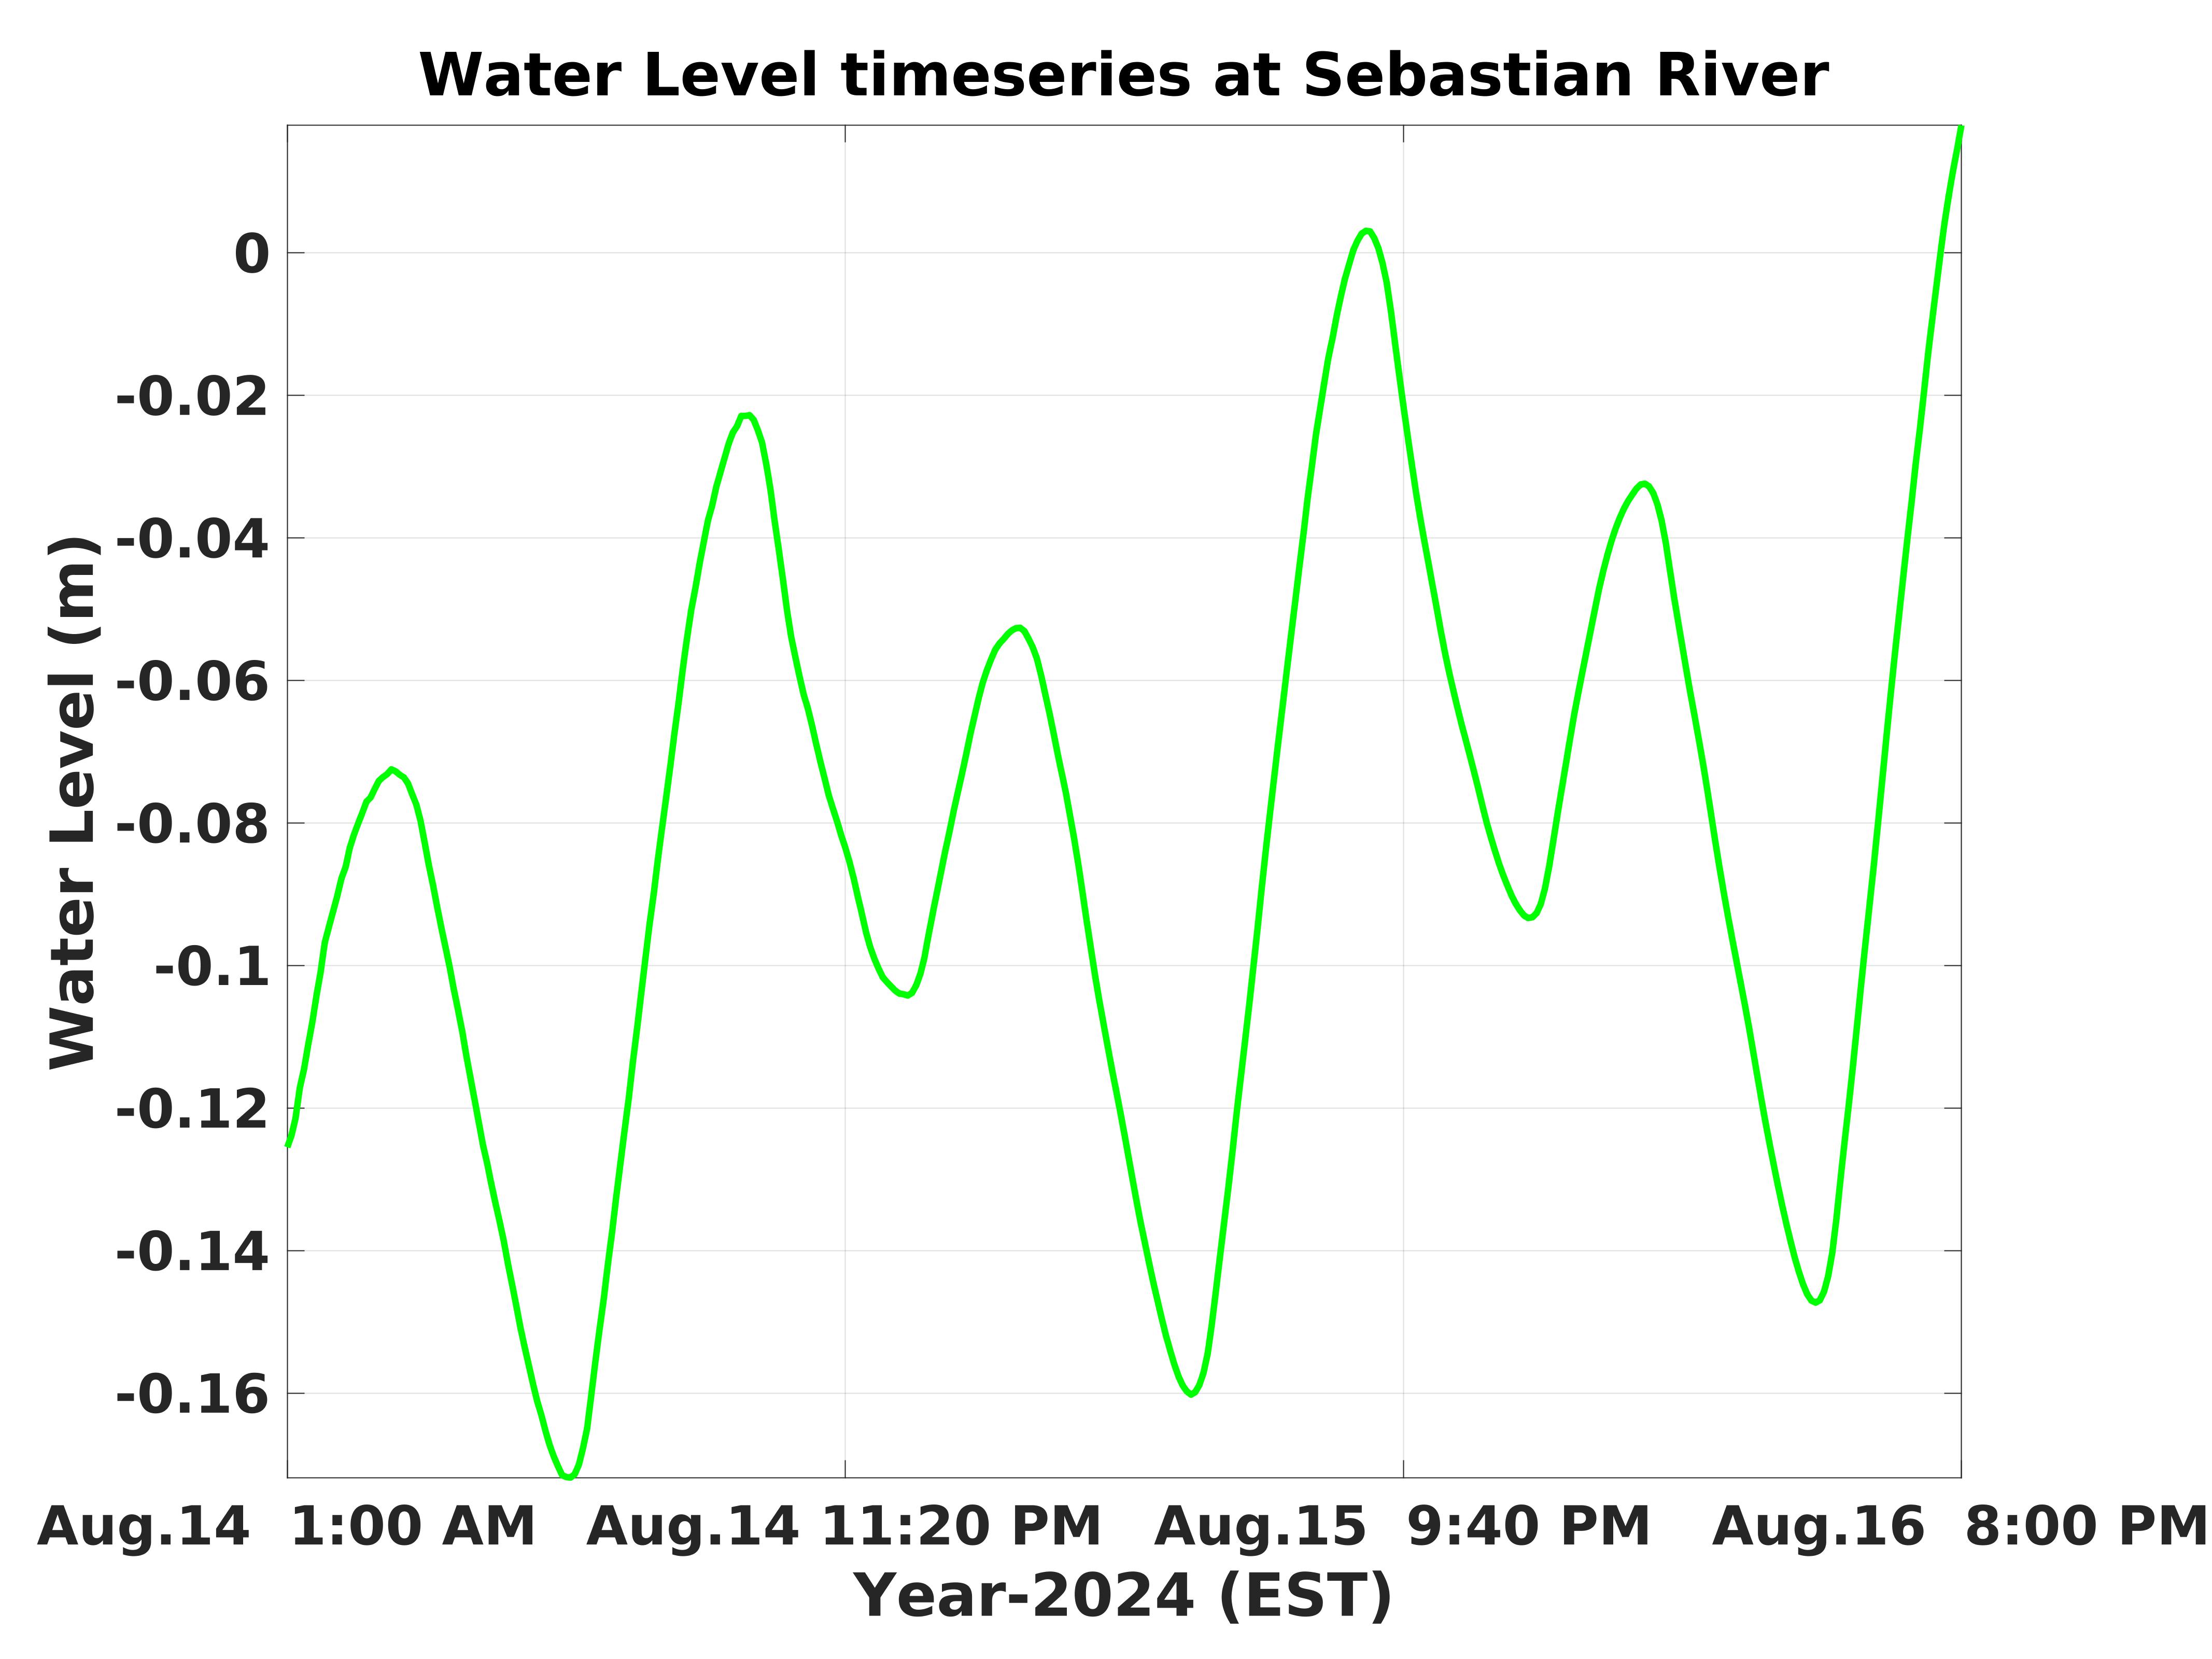 Water Level timeseries at Sebastian River
Water Level (m)
0
-0.02
-0.04
-0.06
-0.08
-0.1
-0.12
-0.14
-0.16
Aug.14  1:00 AM
Aug.14 11:20 PM
Aug.15  9:40 PM
Aug.16  8:00 PM
Year-2024 (EST)